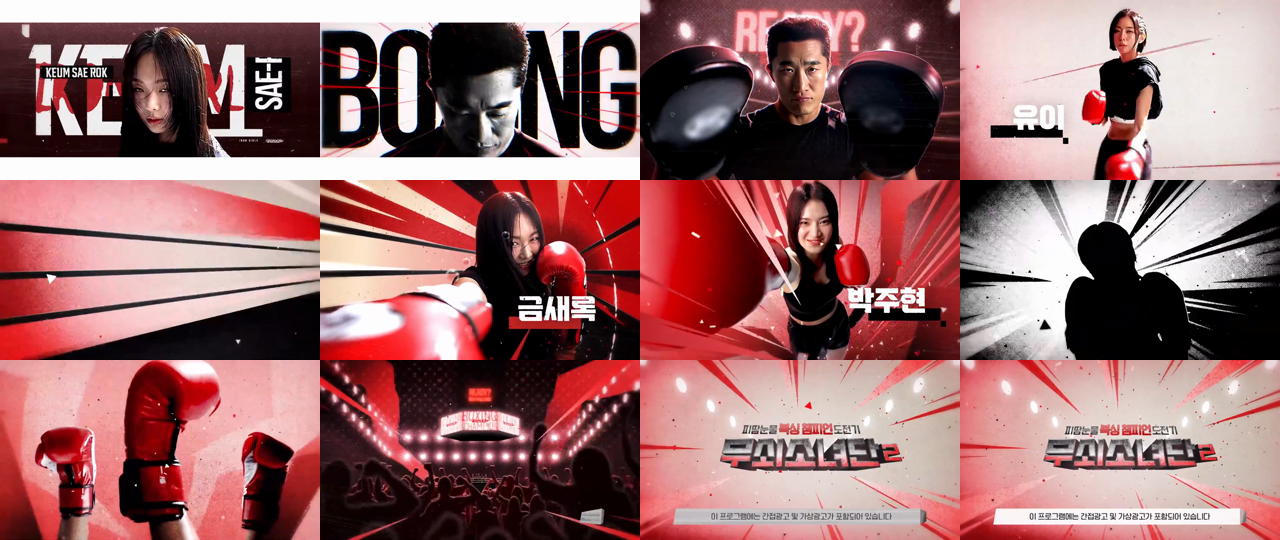 KEUM
KEUM SAE ROK
SAE-R
BOXING
READY?
유이
금새록
박주현
READY?
피땀눈물 복싱 챔피언 도전기
무쇠소녀단2
이 프로그램에는 간접광고 및 가상광고가 포함되어 있습니다
피땀눈물 복싱 챔피언 도전기
무쇠소녀단2
이 프로그램에는 간접광고 및 가상광고가 포함되어 있습니다